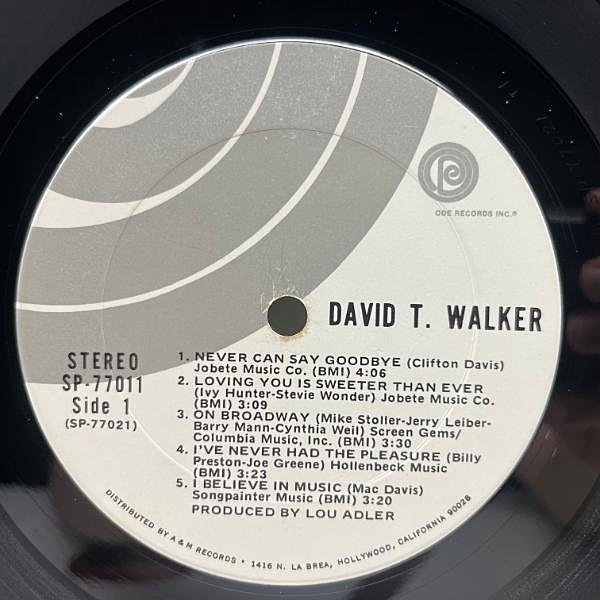 ODE RECORDS INC.®
DAVID T. WALKER
STEREO
SP-77011
Side 1
(SP-77021)
1. NEVER CAN SAY GOODBYE (Clifton Davis)
Jobete Music Co. (BMI) 4:06
2. LOVING YOU IS SWEETER THAN EVER
(Ivy Hunter-Stevie Wonder) Jobete Music Co.
(BMI) 3:09
3. ON BROADWAY (Mike Stoller-Jerry Leiber-
Barry Mann-Cynthia Weil) Screen Gems/
Columbia Music, Inc. (BMI) 3:30
4. I'VE NEVER HAD THE PLEASURE (Billy
Preston-Joe Greene) Hollenbeck Music
(BMI) 3:23
5. I BELIEVE IN MUSIC (Mac Davis)
Songpainter Music (BMI) 3:20
PRODUCED BY LOU ADLER
DISTRIBUTED BY A & M RECORDS • 1416 N. LA BREA, HOLLYWOOD, CALIFORNIA 90028